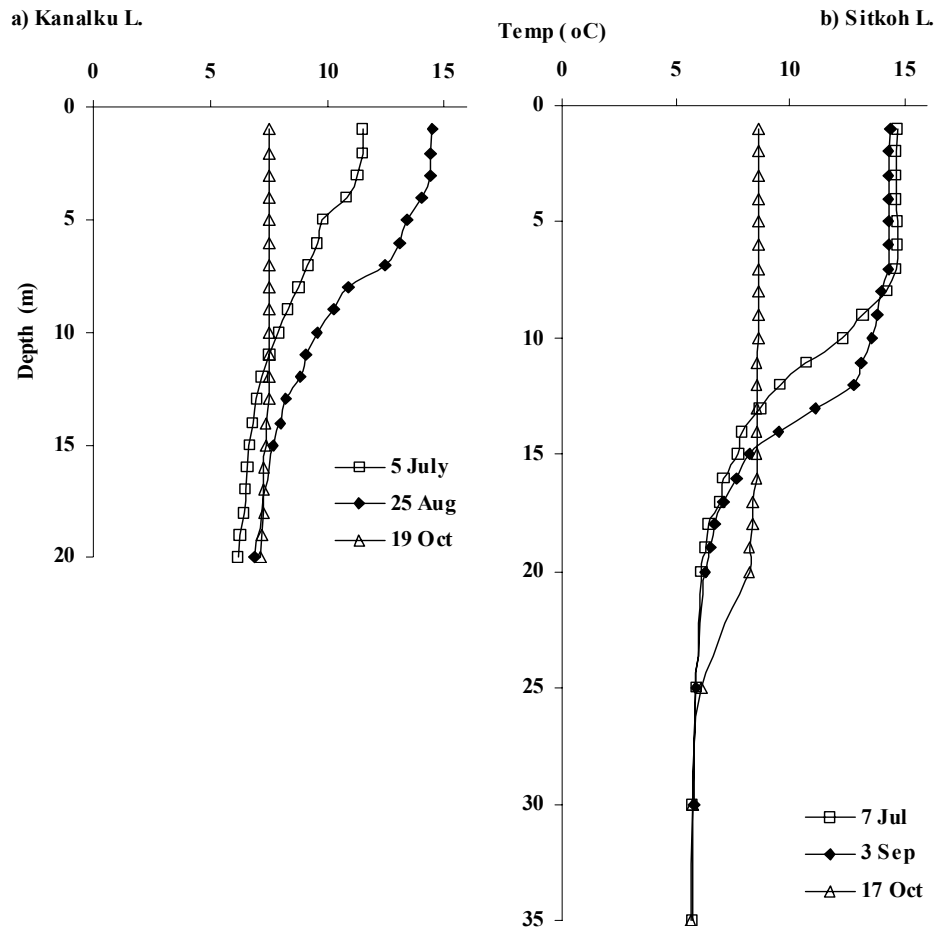 a) Kanalku L.
b) Sitkoh L.
Temp ( oC)
0 5 10 15
0 5 10 15
Depth (m)
0
5
10
15
20
5 July
25 Aug
19 Oct
0
5
10
15
20
25
30
35
7 Jul
3 Sep
17 Oct